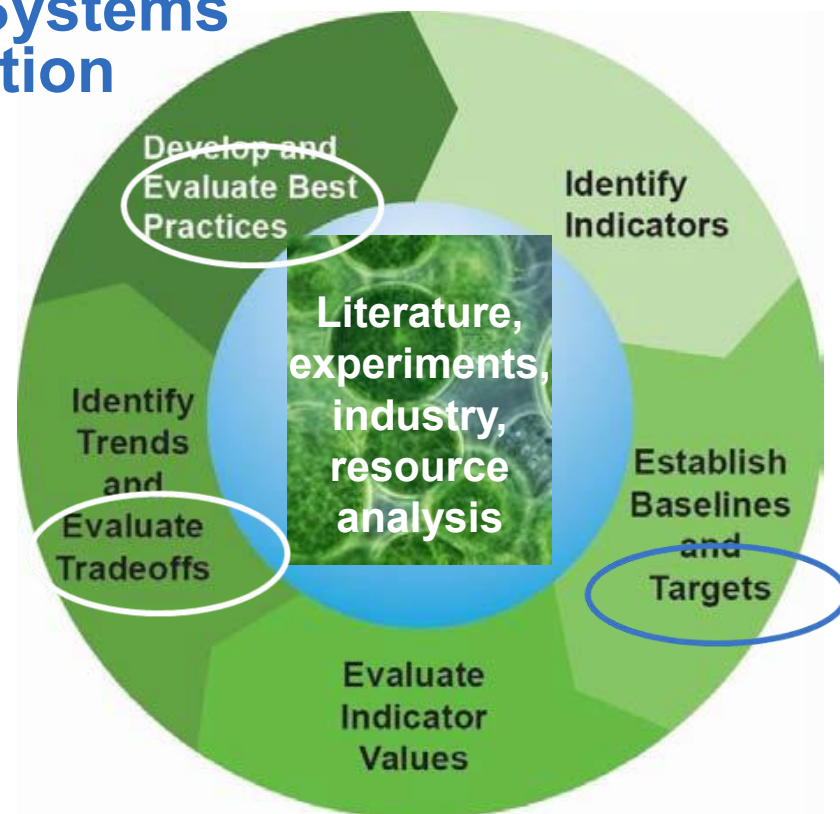 Systems
tion
Develop and
Evaluate Best
Practices
Identify
Indicators
Literature,
experiments,
industry,
resource
analysis
Identify
Trends
and
Evaluate
Tradeoffs
Establish
Baselines
and
Targets
Evaluate
Indicator
Values